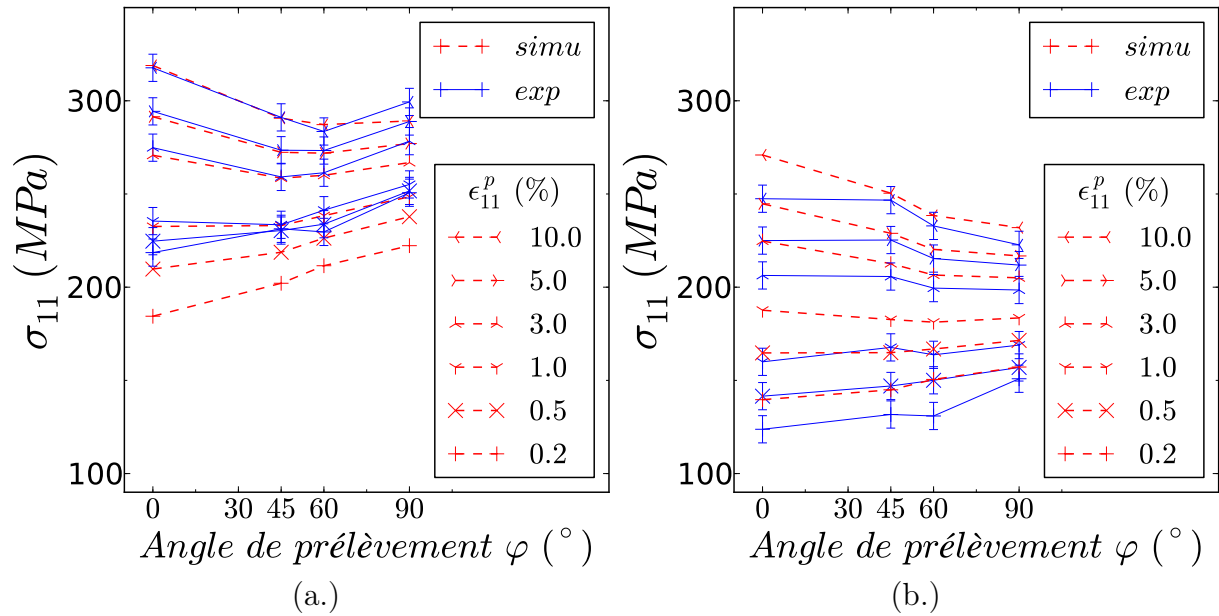 σ11 (MPa)
300
200
100
simu
exp
ϵ^p_11 (%)
10.0
5.0
3.0
1.0
0.5
0.2
0 30 45 60 90
Angle de prélèvement φ (°)
(a.)
σ11 (MPa)
300
200
100
simu
exp
ϵ^p_11 (%)
10.0
5.0
3.0
1.0
0.5
0.2
0 30 45 60 90
Angle de prélèvement φ (°)
(b.)